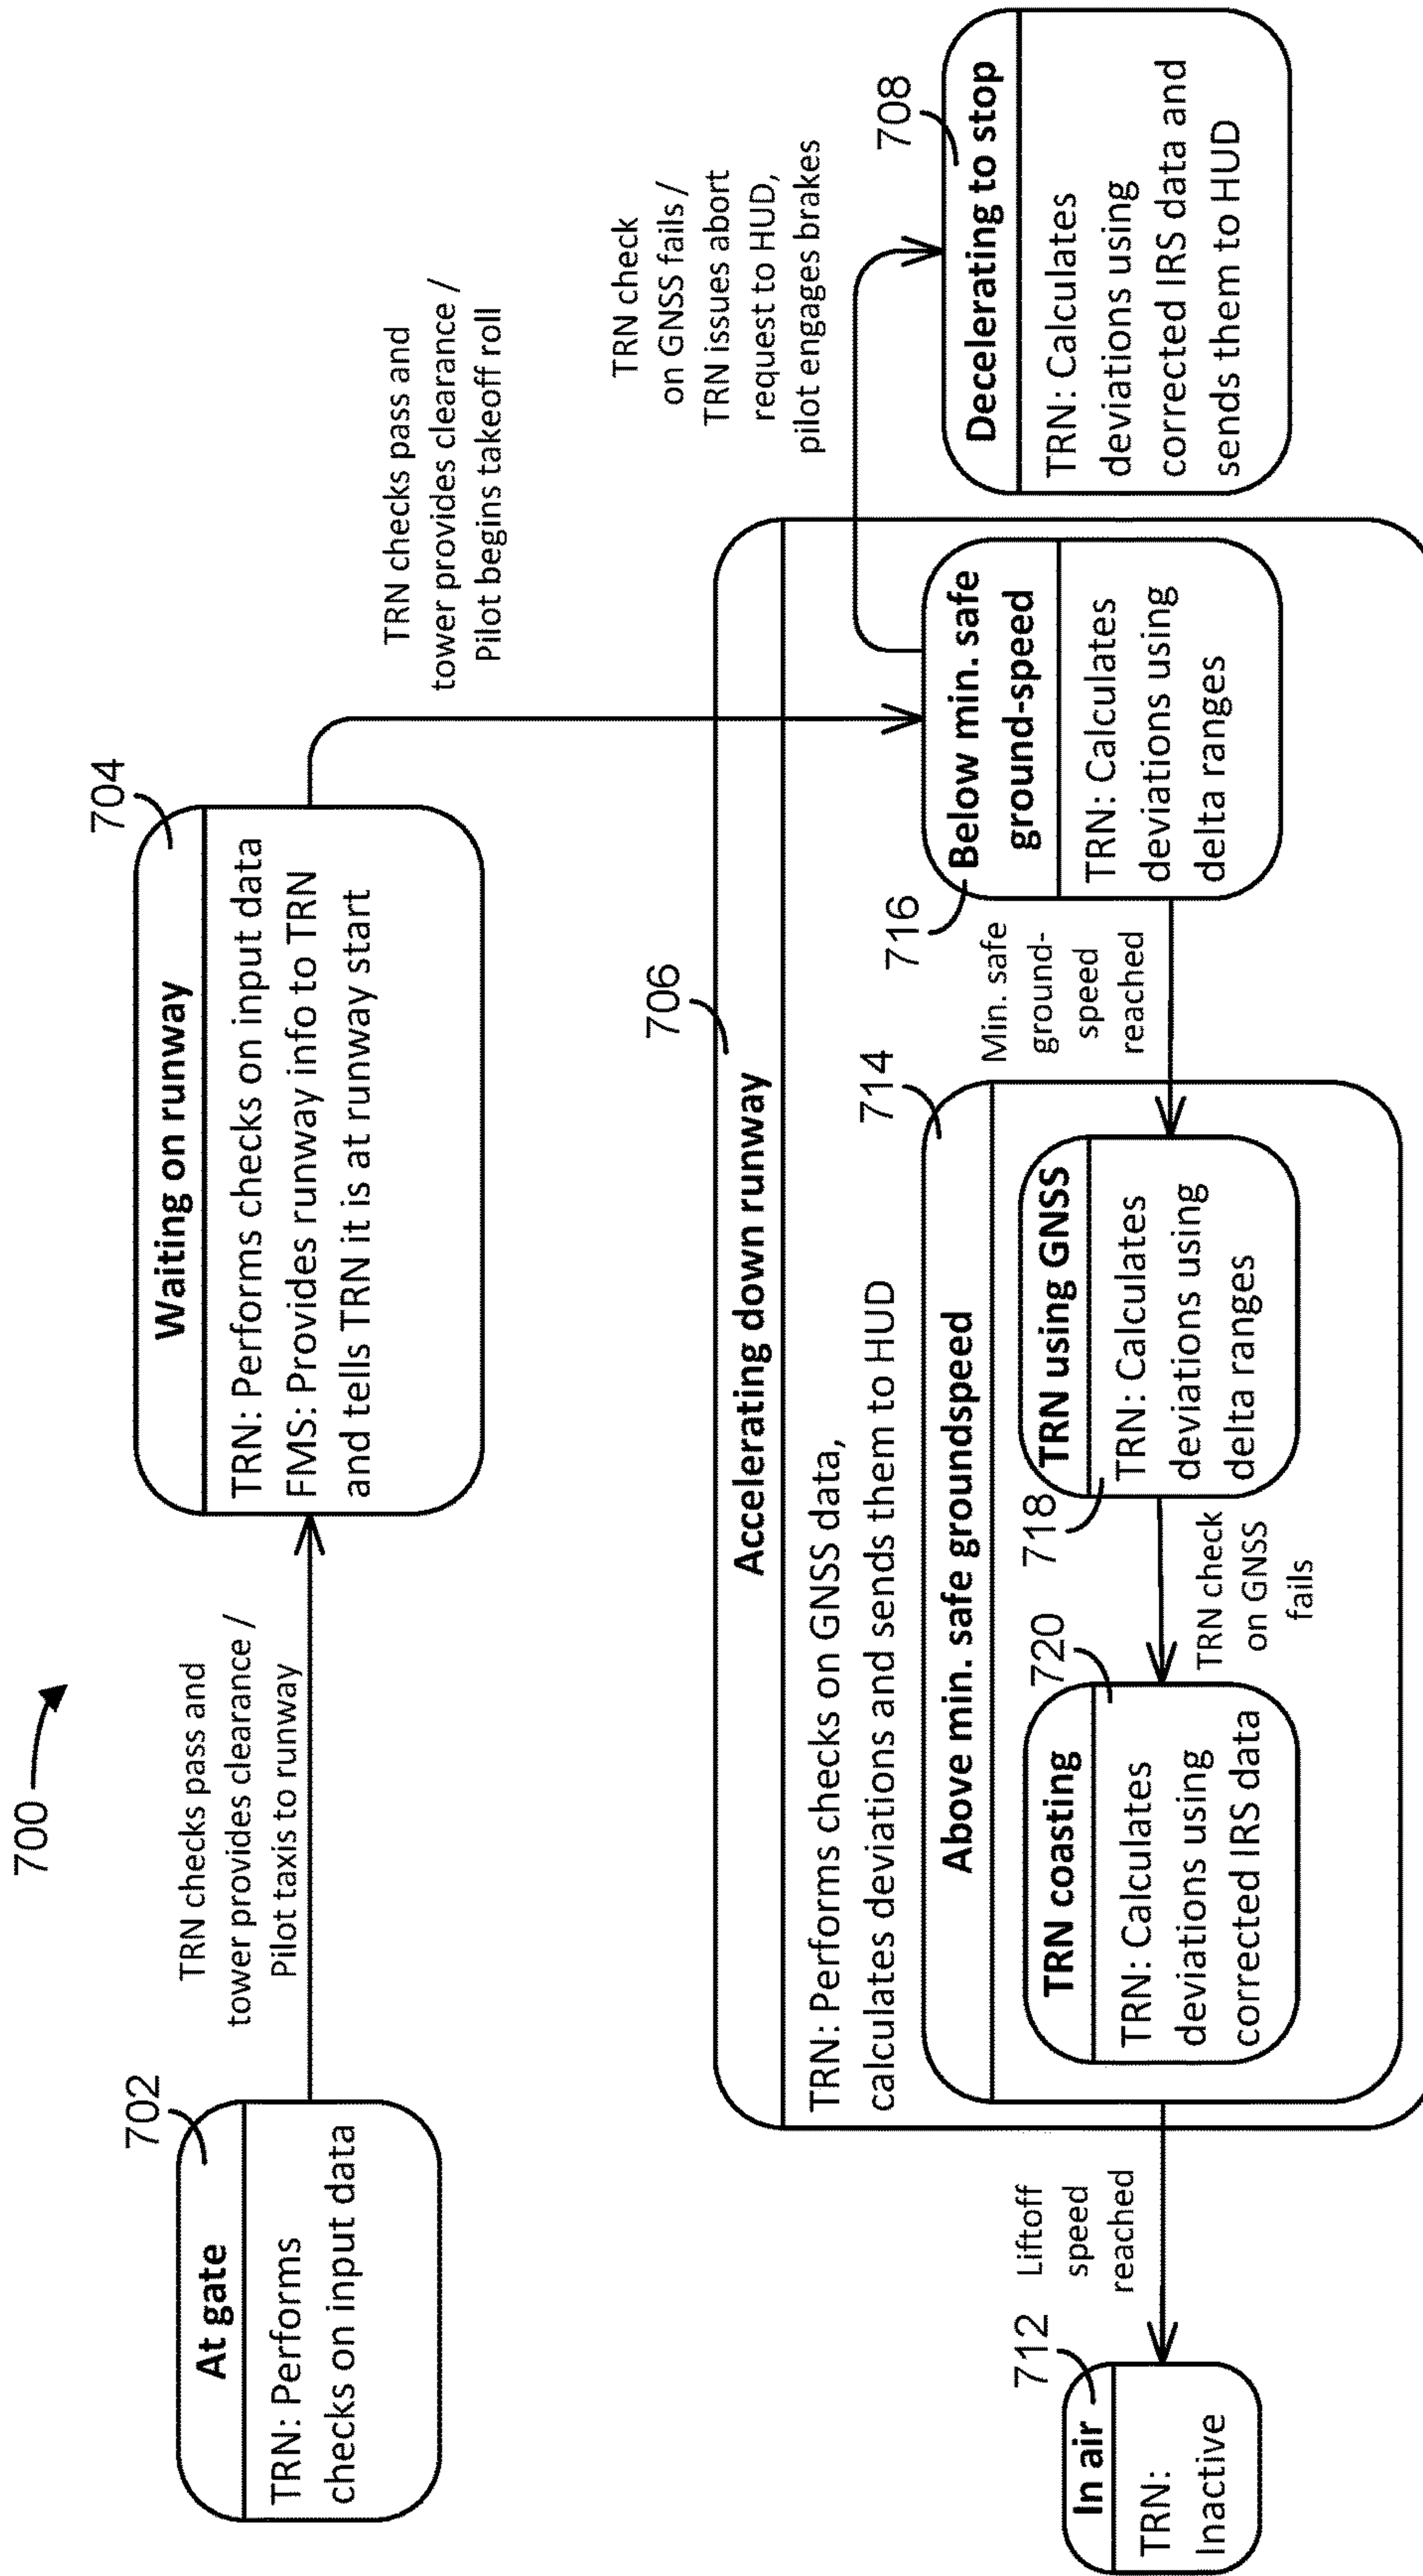 700
702
At gate
TRN: Performs
checks on input data
TRN checks pass and
tower provides clearance /
Pilot taxis to runway
704
Waiting on runway
TRN: Performs checks on input data
FMS: Provides runway info to TRN
and tells TRN it is at runway start
TRN checks pass and
tower provides clearance /
Pilot begins takeoff roll
706
Accelerating down runway
TRN: Performs checks on GNSS data,
calculates deviations and sends them to HUD
716
Below min. safe
ground-speed
TRN: Calculates
deviations using
delta ranges
TRN check
on GNSS fails /
TRN issues abort
request to HUD,
pilot engages brakes
708
Decelerating to stop
TRN: Calculates
deviations using
corrected IRS data and
sends them to HUD
Min. safe
ground-
speed
reached
714
Above min. safe groundspeed
718
TRN using GNSS
TRN: Calculates
deviations using
delta ranges
TRN check
on GNSS
fails
720
TRN coasting
TRN: Calculates
deviations using
corrected IRS data
Liftoff
speed
reached
712
In air
TRN:
Inactive